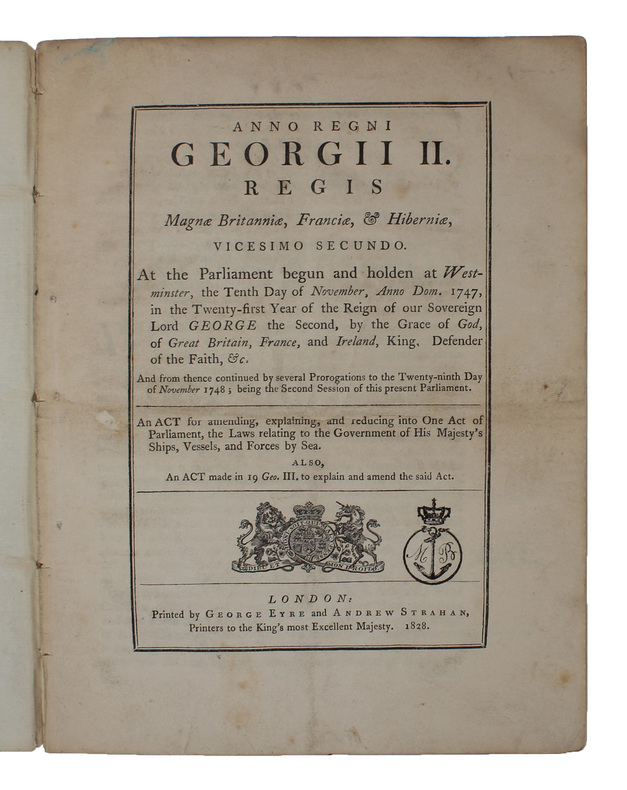 ANNO REGNI
GEORGII II.
REGIS
Magnæ Britanniæ, Franciæ, & Hiberniæ,
VICESIMO SECUNDO.
At the Parliament begun and holden at West-
minster, the Tenth Day of November, Anno Dom. 1747,
in the Twenty-first Year of the Reign of our Sovereign
Lord GEORGE the Second, by the Grace of God,
of Great Britain, France, and Ireland, King, Defender
of the Faith, &c.
And from thence continued by several Prorogations to the Twenty-ninth Day
of November 1748; being the Second Session of this present Parliament.
An ACT for amending, explaining, and reducing into One Act of
Parliament, the Laws relating to the Government of His Majesty's
Ships, Vessels, and Forces by Sea.
ALSO,
An ACT made in 19 Geo. III. to explain and amend the said Act.
DIEU ET MON DROIT
M B
LONDON:
Printed by GEORGE EYRE and ANDREW STRAHAN,
Printers to the King's most Excellent Majesty. 1828.